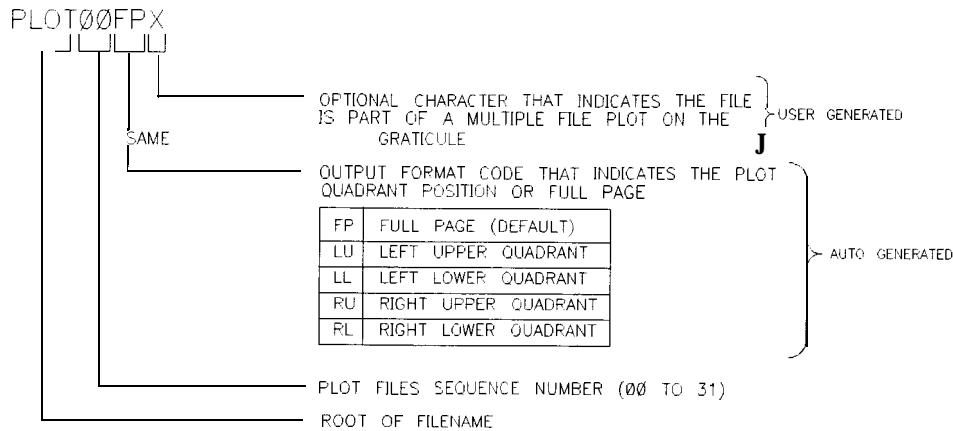 PLOTØØFPX
OPTIONAL CHARACTER THAT INDICATES THE FILE
IS PART OF A MULTIPLE FILE PLOT ON THE
GRATICULE
USER GENERATED
J
SAME
OUTPUT FORMAT CODE THAT INDICATES THE PLOT
QUADRANT POSITION OR FULL PAGE
FP FULL PAGE (DEFAULT)
LU LEFT UPPER QUADRANT
LL LEFT LOWER QUADRANT
RU RIGHT UPPER QUADRANT
RL RIGHT LOWER QUADRANT
AUTO GENERATED
PLOT FILES SEQUENCE NUMBER (ØØ TO 31)
ROOT OF FILENAME